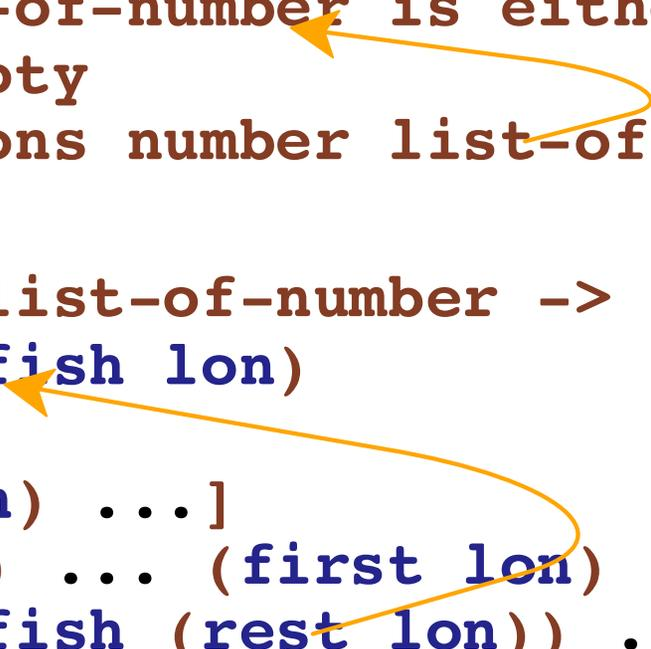 -of-number is eith
pty
ons number list-of
list-of-number ->
fish lon)
n) ...]
) ... (first lon)
fish (rest lon)) .